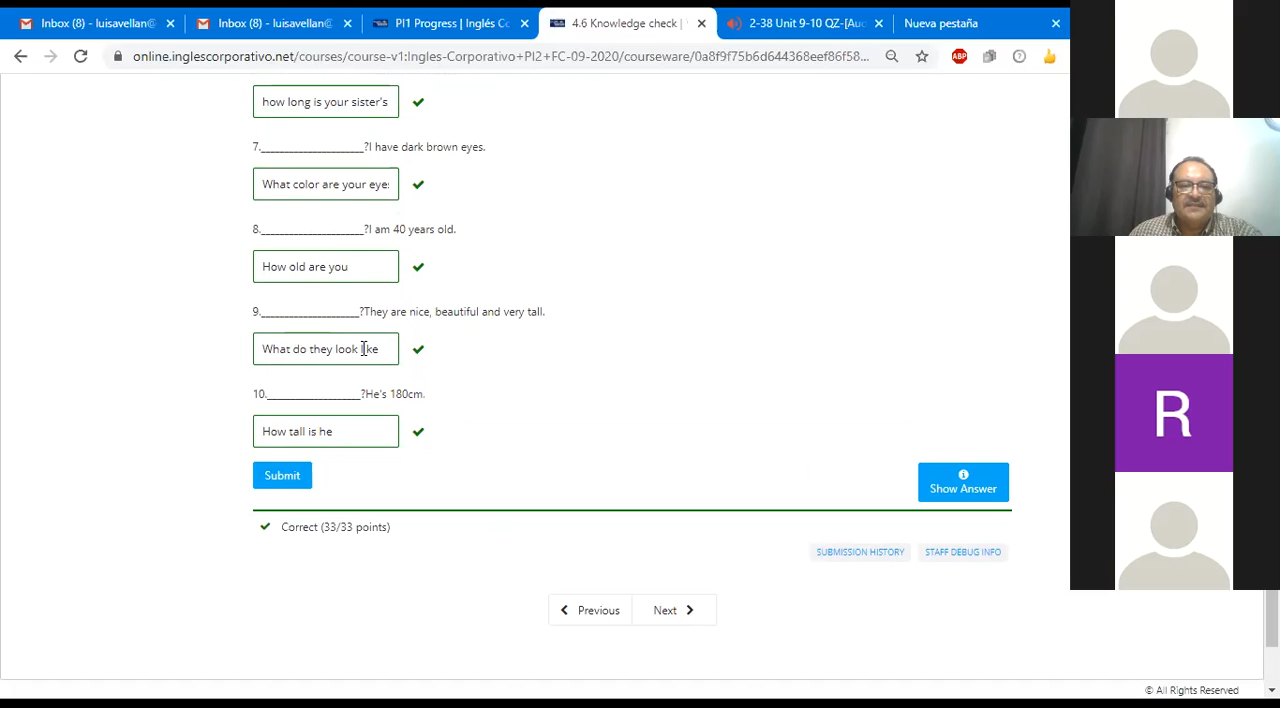 Inbox (8) - luisavellan@
Inbox (8) - luisavellan@
PI1 Progress | Inglés Co
4.6 Knowledge check |
2-38 Unit 9-10 QZ-[Aud
Nueva pestaña
online.inglescorporativo.net/courses/course-v1:Ingles-Corporativo+PI2+FC-09-2020/courseware/0a8f9f75b6d644368eef86f58...
ABP
how long is your sister's
7.____________________?I have dark brown eyes.
What color are your eye
8.____________________?I am 40 years old.
How old are you
9.___________________?They are nice, beautiful and very tall.
What do they look like
10.__________________?He's 180cm.
How tall is he
Submit
Show Answer
Correct (33/33 points)
SUBMISSION HISTORY
STAFF DEBUG INFO
Previous
Next
© All Rights Reserved
R